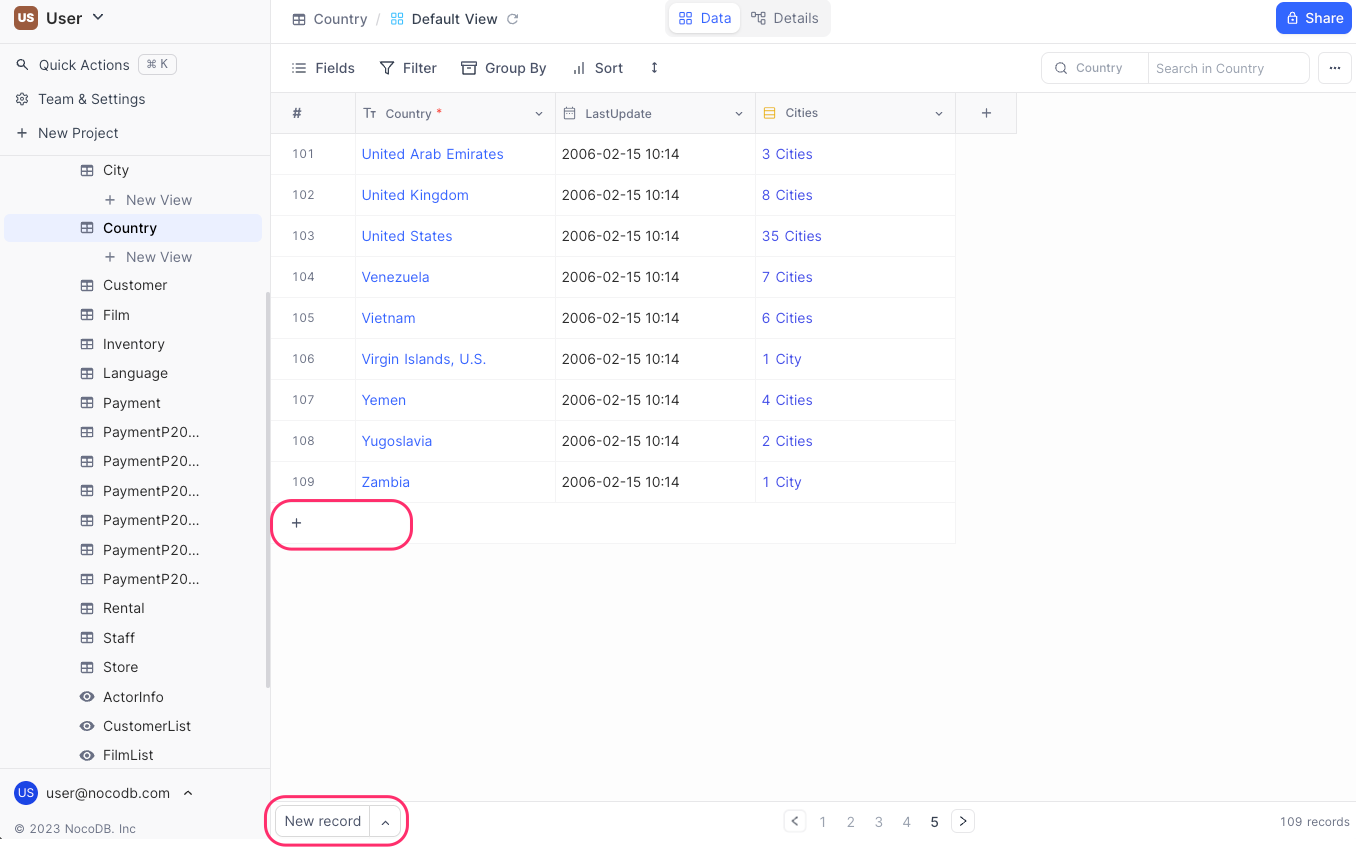 US User
Quick Actions ⌘ K
Team & Settings
+ New Project
City
+ New View
Country
+ New View
Customer
Film
Inventory
Language
Payment
PaymentP20...
PaymentP20...
PaymentP20...
PaymentP20...
PaymentP20...
PaymentP20...
Rental
Staff
Store
ActorInfo
CustomerList
FilmList
US user@nocodb.com
© 2023 NocoDB. Inc
Country / Default View
Data Details
Share
Fields Filter Group By Sort
Country Search in Country
# Country * LastUpdate Cities +
101 United Arab Emirates 2006-02-15 10:14 3 Cities
102 United Kingdom 2006-02-15 10:14 8 Cities
103 United States 2006-02-15 10:14 35 Cities
104 Venezuela 2006-02-15 10:14 7 Cities
105 Vietnam 2006-02-15 10:14 6 Cities
106 Virgin Islands, U.S. 2006-02-15 10:14 1 City
107 Yemen 2006-02-15 10:14 4 Cities
108 Yugoslavia 2006-02-15 10:14 2 Cities
109 Zambia 2006-02-15 10:14 1 City
+
New record
1 2 3 4 5
109 records